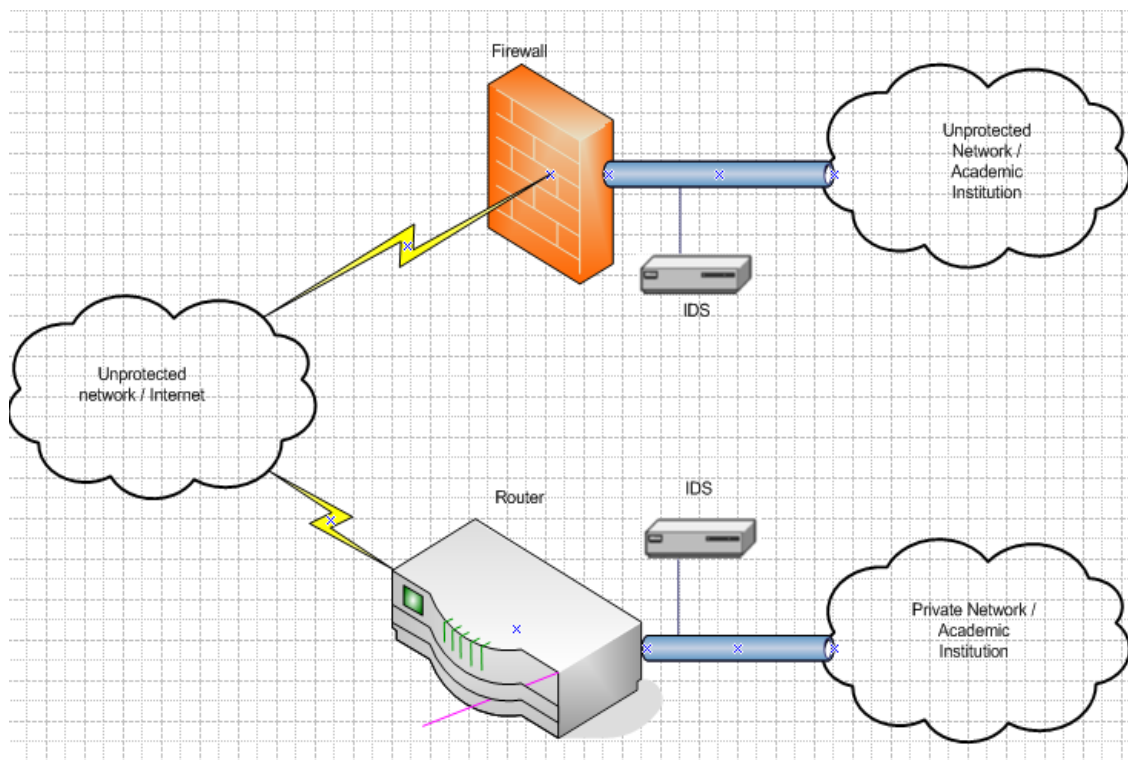 Firewall
Unprotected
Network /
Academic
Institution
IDS
Unprotected
network / Internet
Router
IDS
Private Network /
Academic
Institution